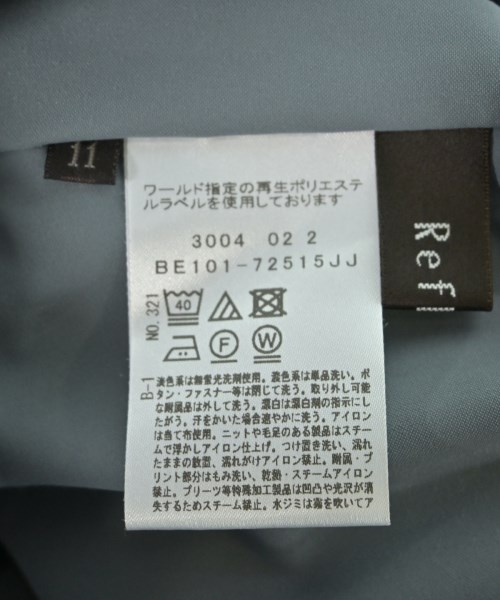 11
ワールド指定の再生ポリエステ
ルラベルを使用しております
3004 02 2
BE101-72515JJ
NO.321
40
F
W
B-1
淡色系は無蛍光洗剤使用。濃色系は単品洗い。ボ
タン・ファスナー等は閉じて洗う。取り外し可能
な附属品は外して洗う。漂白は漂白剤の指示にし
たがう。汗をかいた場合速やかに洗う。アイロン
は当て布使用。ニットや毛足のある製品はスチー
ムで浮かしアイロン仕上げ。つけ置き洗い、濡れ
たままの放置、濡れがけアイロン禁止。附属・プ
リント部分はもみ洗い、乾燥・スチームアイロン
禁止。プリーツ等特殊加工製品は凹凸や光沢が消
失するためスチーム禁止。水ジミは霧を吹いてア
Ref